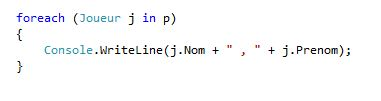 foreach (Joueur j in p)
{
Console.WriteLine(j.Nom + " , " + j.Prenom);
}